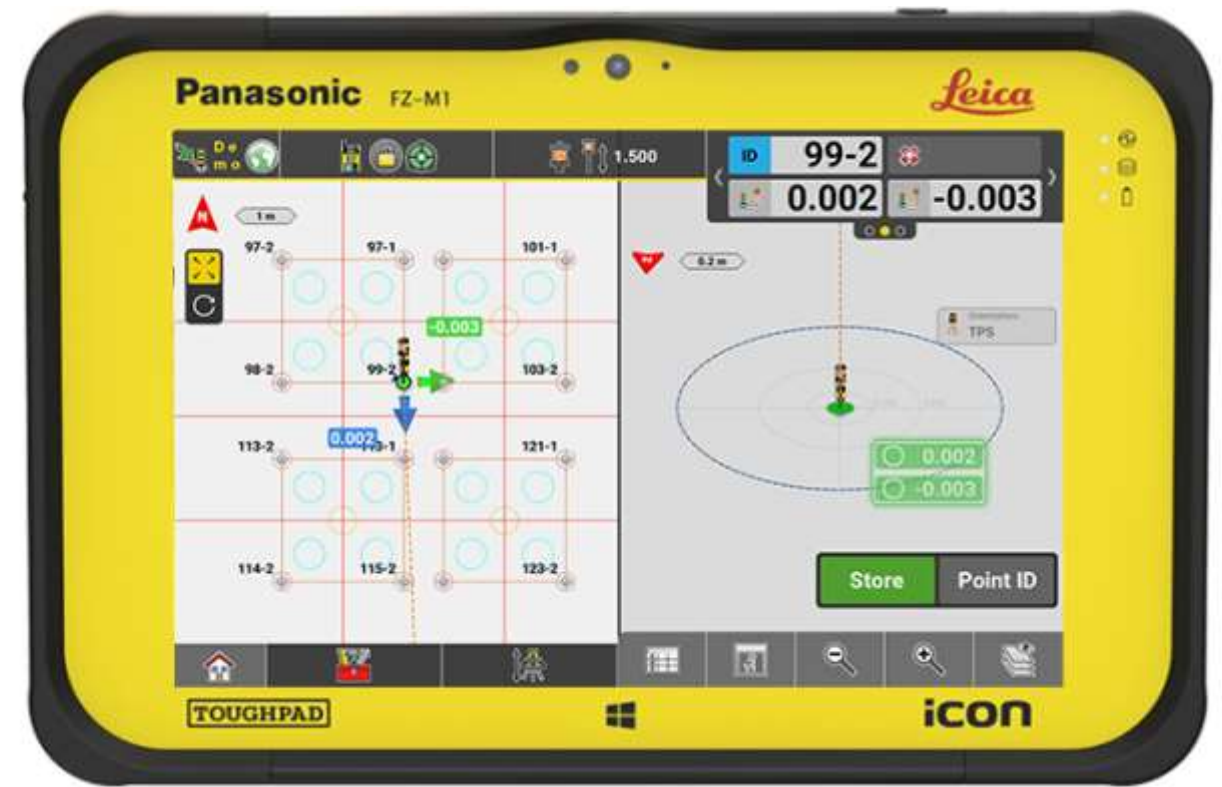 Panasonic FZ-M1
Leica
De
mo
1.500
ID 99-2
0.002 -0.003
N
1 m
97-2 97-1 101-1
-0.003
98-2 99-2 103-2
0.002
113-2 121-1
114-2 115-2 123-2
N
0.2 m
Orientation
TPS
0.002
-0.003
Store Point ID
TOUGHPAD
iCON